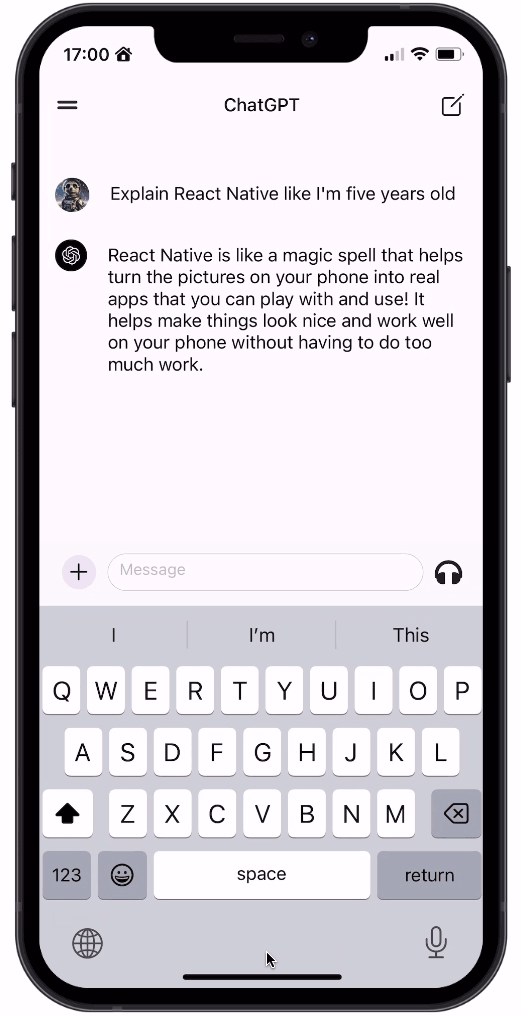 17:00
ChatGPT
Explain React Native like I'm five years old
React Native is like a magic spell that helps
turn the pictures on your phone into real
apps that you can play with and use! It
helps make things look nice and work well
on your phone without having to do too
much work.
Message
I I’m This
Q W E R T Y U I O P
A S D F G H J K L
Z X C V B N M
123 space return